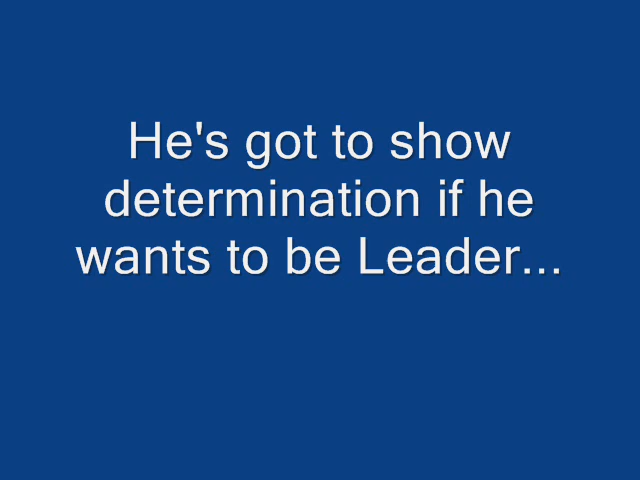 He's got to show
determination if he
wants to be Leader...